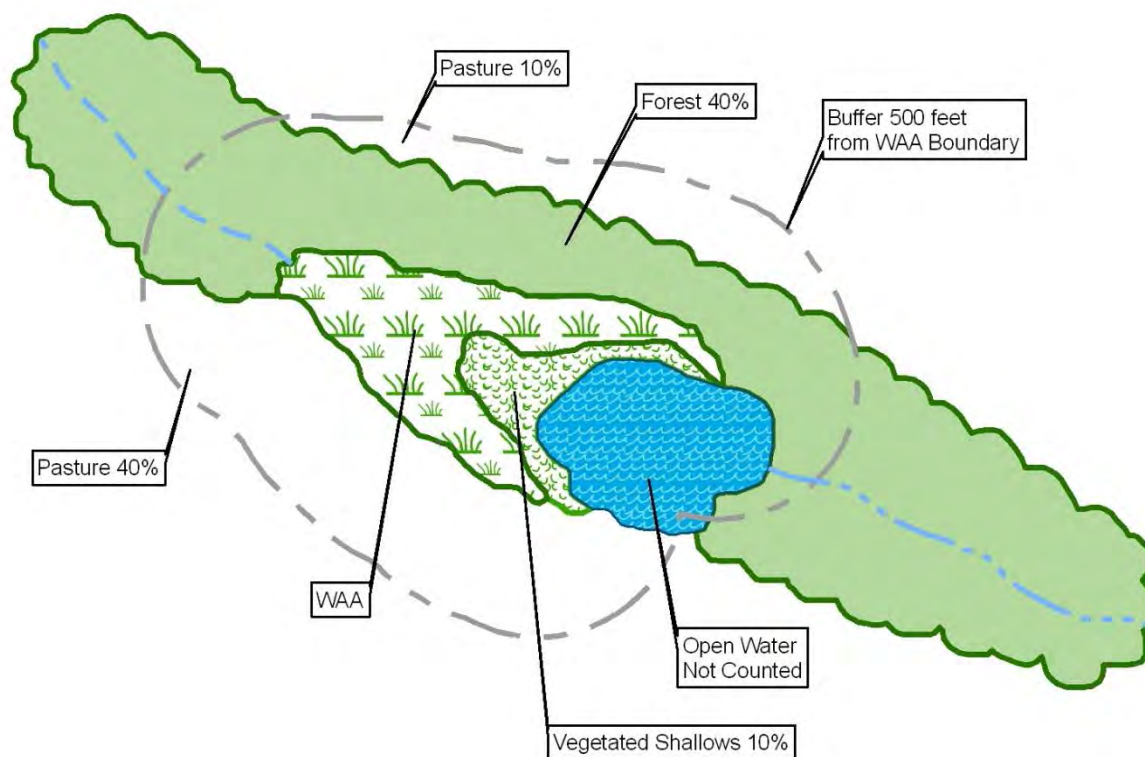 Pasture 10%
Forest 40%
Buffer 500 feet
from WAA Boundary
Pasture 40%
WAA
Open Water
Not Counted
Vegetated Shallows 10%